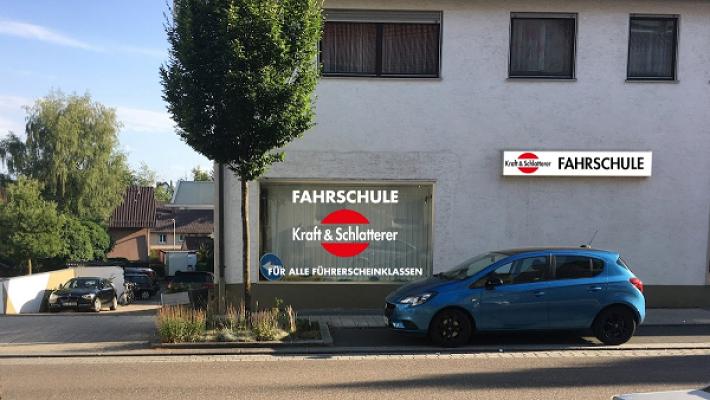 FAHRSCHULE
Kraft & Schlatterer
FÜR ALLE FÜHRERSCHEINKLASSEN
Kraft & Schlatterer FAHRSCHULE